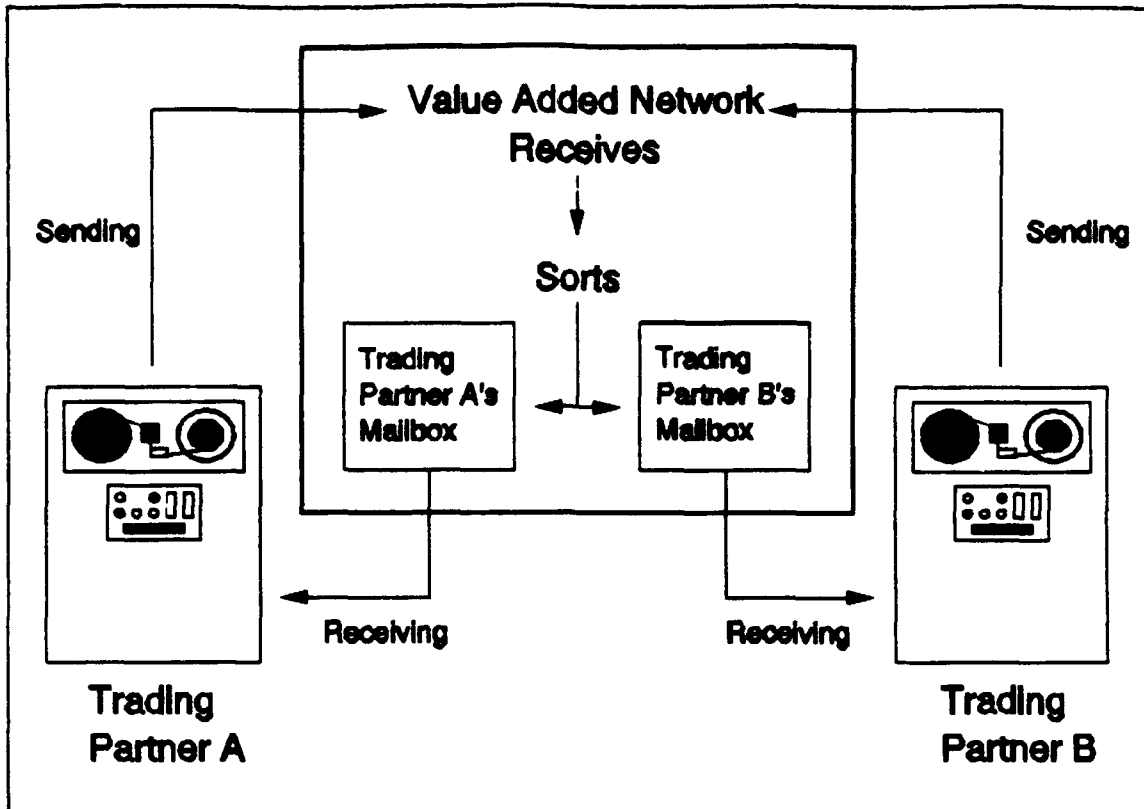 Value Added Network
Receives
Sending
Sending
Sorts
Trading
Partner A's
Mailbox
Trading
Partner B's
Mailbox
Receiving
Receiving
Trading
Partner A
Trading
Partner B